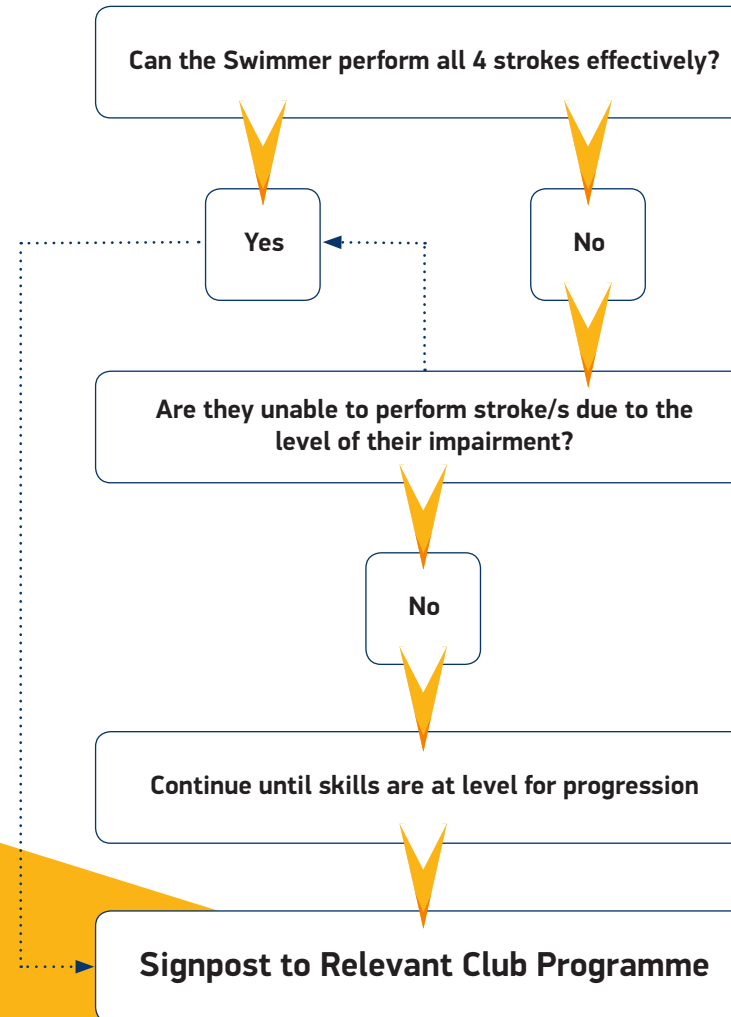 Can the Swimmer perform all 4 strokes effectively?
Yes
No
Are they unable to perform stroke/s due to the
level of their impairment?
No
Continue until skills are at level for progression
Signpost to Relevant Club Programme